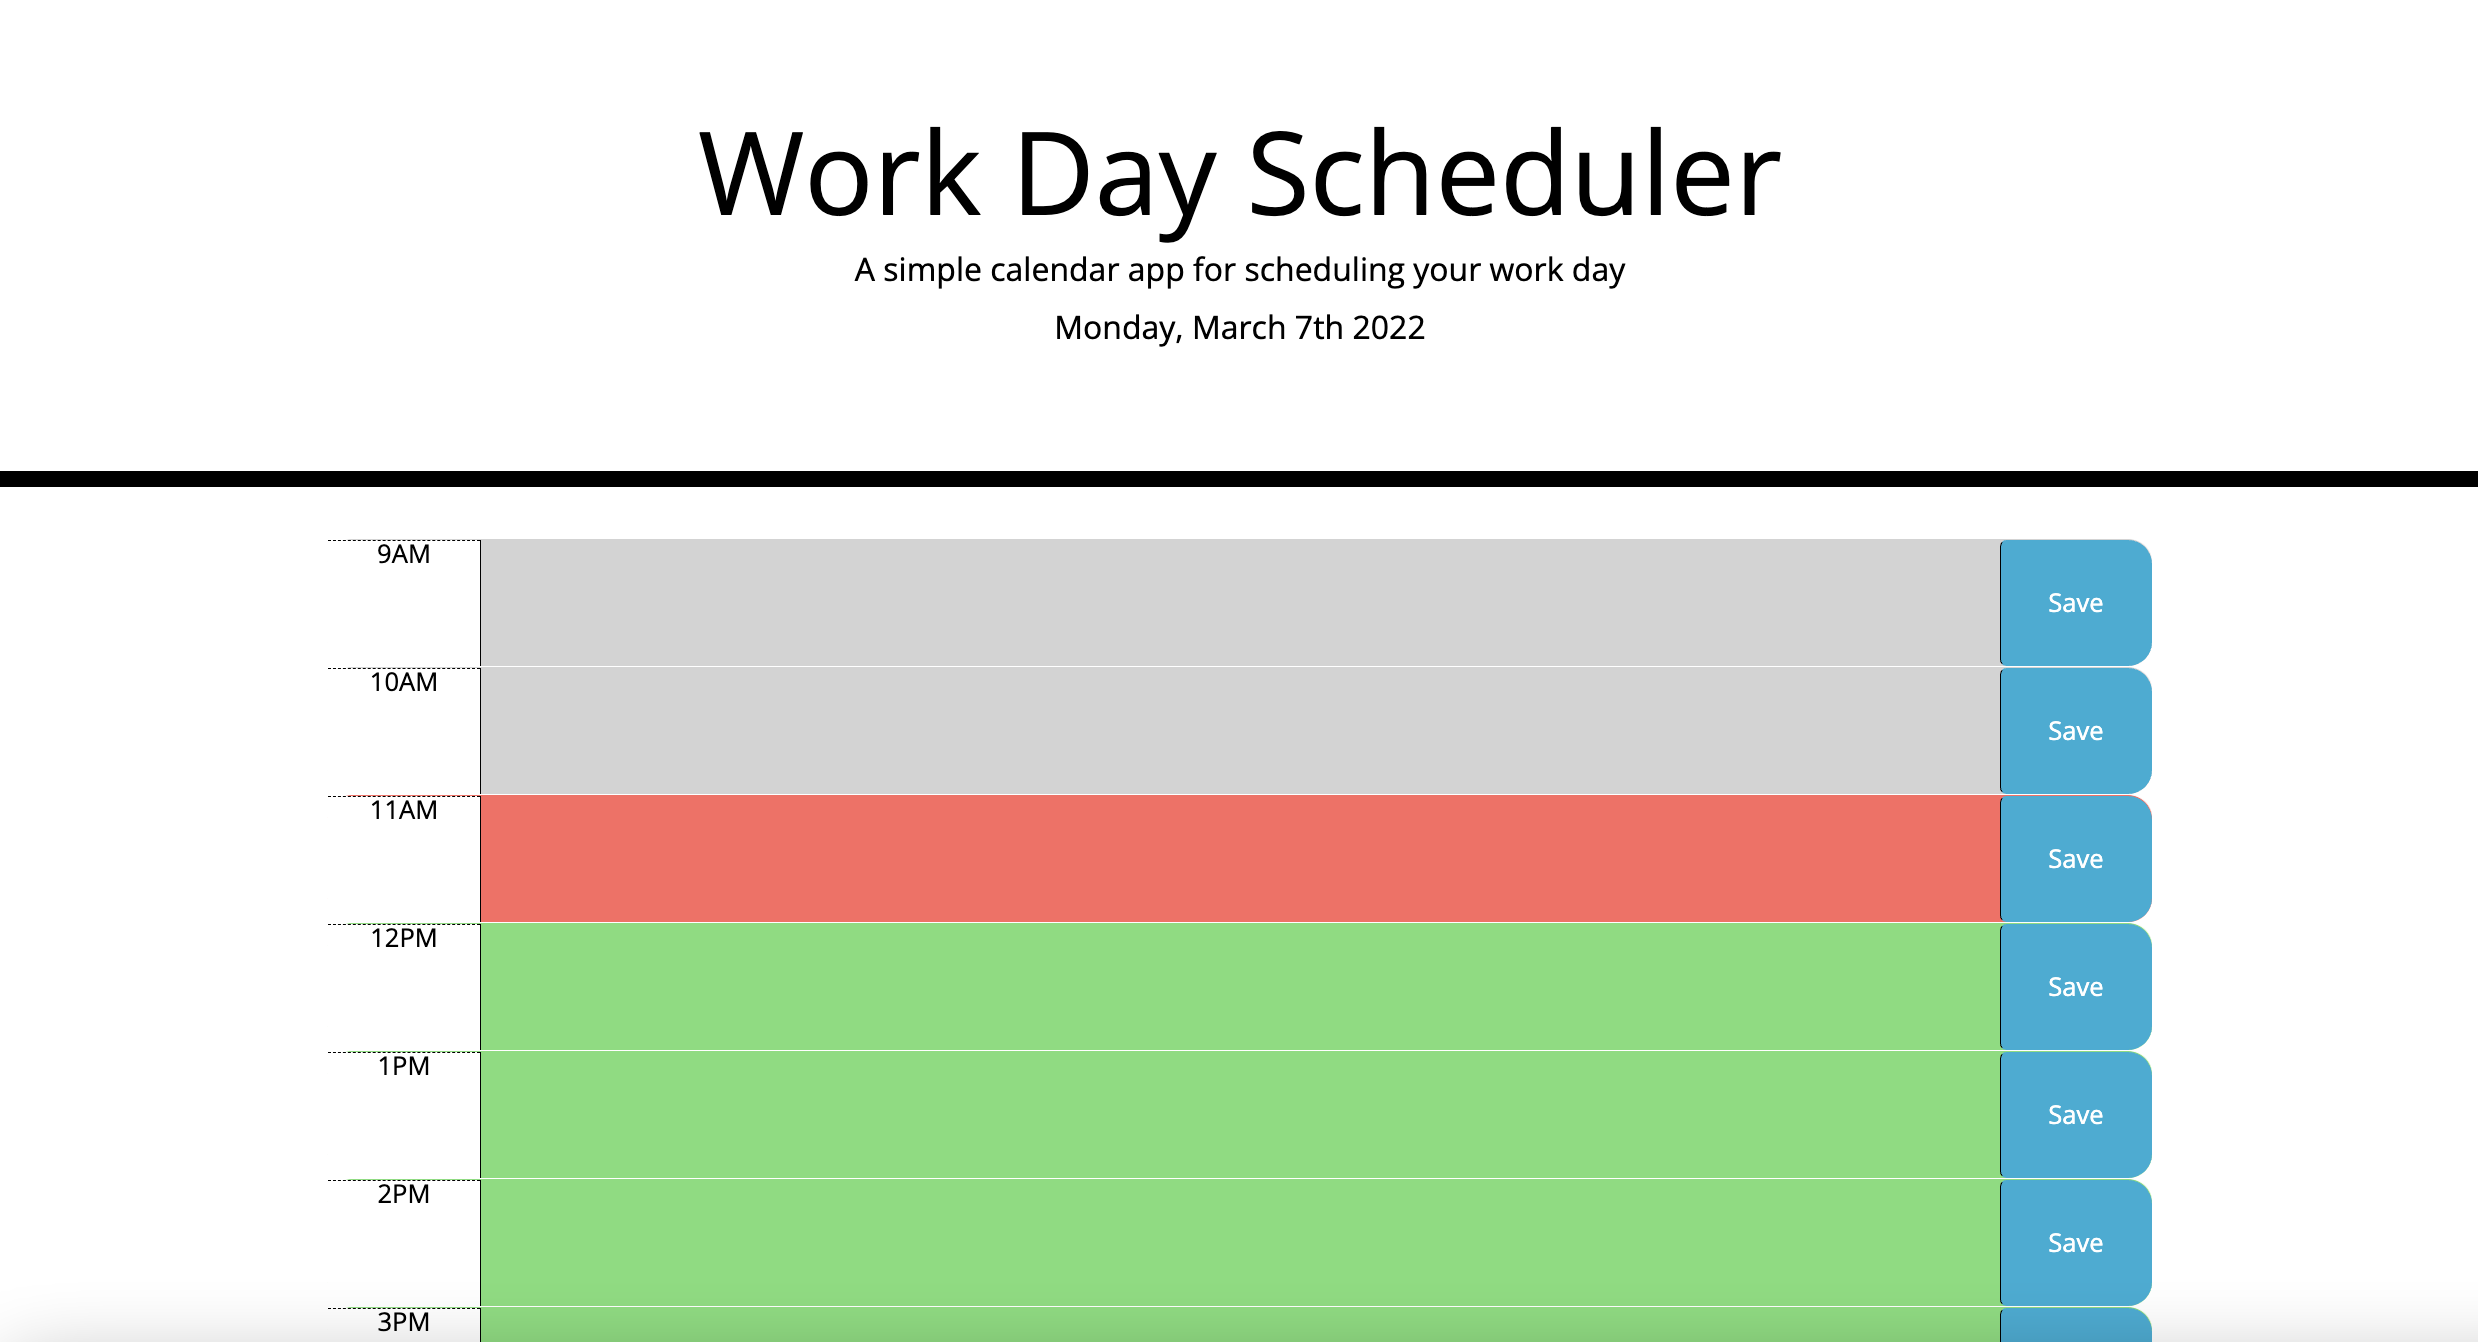 Work Day Scheduler
A simple calendar app for scheduling your work day
Monday, March 7th 2022
9AM
Save
10AM
Save
11AM
Save
12PM
Save
1PM
Save
2PM
Save
3PM